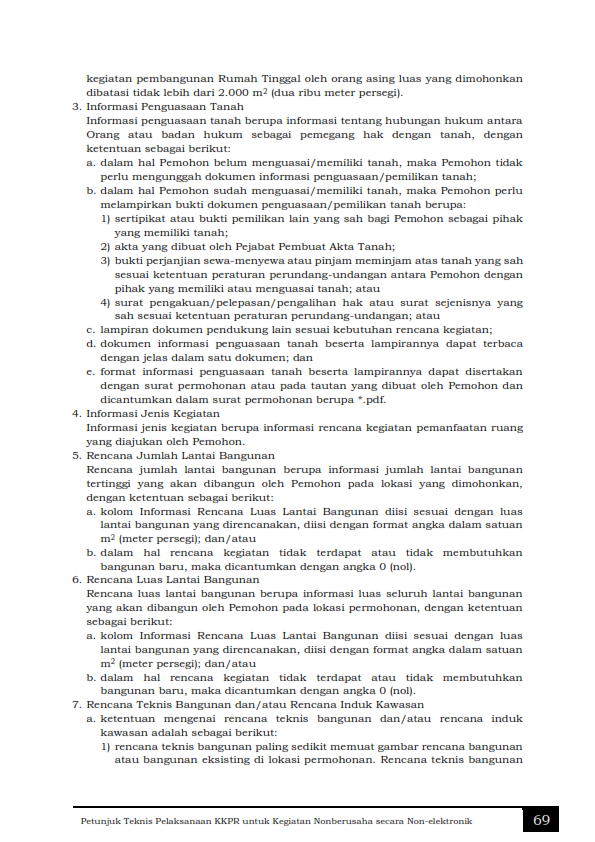 kegiatan pembangunan Rumah Tinggal oleh orang asing luas yang dimohonkan
dibatasi tidak lebih dari 2.000 m² (dua ribu meter persegi).
3. Informasi Penguasaan Tanah
Informasi penguasaan tanah berupa informasi tentang hubungan hukum antara
Orang atau badan hukum sebagai pemegang hak dengan tanah, dengan
ketentuan sebagai berikut:
a. dalam hal Pemohon belum menguasai/memiliki tanah, maka Pemohon tidak
perlu mengunggah dokumen informasi penguasaan/pemilikan tanah;
b. dalam hal Pemohon sudah menguasai/memiliki tanah, maka Pemohon perlu
melampirkan bukti dokumen penguasaan/pemilikan tanah berupa:
1) sertipikat atau bukti pemilikan lain yang sah bagi Pemohon sebagai pihak
yang memiliki tanah;
2) akta yang dibuat oleh Pejabat Pembuat Akta Tanah;
3) bukti perjanjian sewa-menyewa atau pinjam meminjam atas tanah yang sah
sesuai ketentuan peraturan perundang-undangan antara Pemohon dengan
pihak yang memiliki atau menguasai tanah; atau
4) surat pengakuan/pelepasan/pengalihan hak atau surat sejenisnya yang
sah sesuai ketentuan peraturan perundang-undangan; atau
c. lampiran dokumen pendukung lain sesuai kebutuhan rencana kegiatan;
d. dokumen informasi penguasaan tanah beserta lampirannya dapat terbaca
dengan jelas dalam satu dokumen; dan
e. format informasi penguasaan tanah beserta lampirannya dapat disertakan
dengan surat permohonan atau pada tautan yang dibuat oleh Pemohon dan
dicantumkan dalam surat permohonan berupa *.pdf.
4. Informasi Jenis Kegiatan
Informasi jenis kegiatan berupa informasi rencana kegiatan pemanfaatan ruang
yang diajukan oleh Pemohon.
5. Rencana Jumlah Lantai Bangunan
Rencana jumlah lantai bangunan berupa informasi jumlah lantai bangunan
tertinggi yang akan dibangun oleh Pemohon pada lokasi yang dimohonkan,
dengan ketentuan sebagai berikut:
a. kolom Informasi Rencana Luas Lantai Bangunan diisi sesuai dengan luas
lantai bangunan yang direncanakan, diisi dengan format angka dalam satuan
m² (meter persegi); dan/atau
b. dalam hal rencana kegiatan tidak terdapat atau tidak membutuhkan
bangunan baru, maka dicantumkan dengan angka 0 (nol).
6. Rencana Luas Lantai Bangunan
Rencana luas lantai bangunan berupa informasi luas seluruh lantai bangunan
yang akan dibangun oleh Pemohon pada lokasi permohonan, dengan ketentuan
sebagai berikut:
a. kolom Informasi Rencana Luas Lantai Bangunan diisi sesuai dengan luas
lantai bangunan yang direncanakan, diisi dengan format angka dalam satuan
m² (meter persegi); dan/atau
b. dalam hal rencana kegiatan tidak terdapat atau tidak membutuhkan
bangunan baru, maka dicantumkan dengan angka 0 (nol).
7. Rencana Teknis Bangunan dan/atau Rencana Induk Kawasan
a. ketentuan mengenai rencana teknis bangunan dan/atau rencana induk
kawasan adalah sebagai berikut:
1) rencana teknis bangunan paling sedikit memuat gambar rencana bangunan
atau bangunan eksisting di lokasi permohonan. Rencana teknis bangunan
Petunjuk Teknis Pelaksanaan KKPR untuk Kegiatan Nonberusaha secara Non-elektronik
69